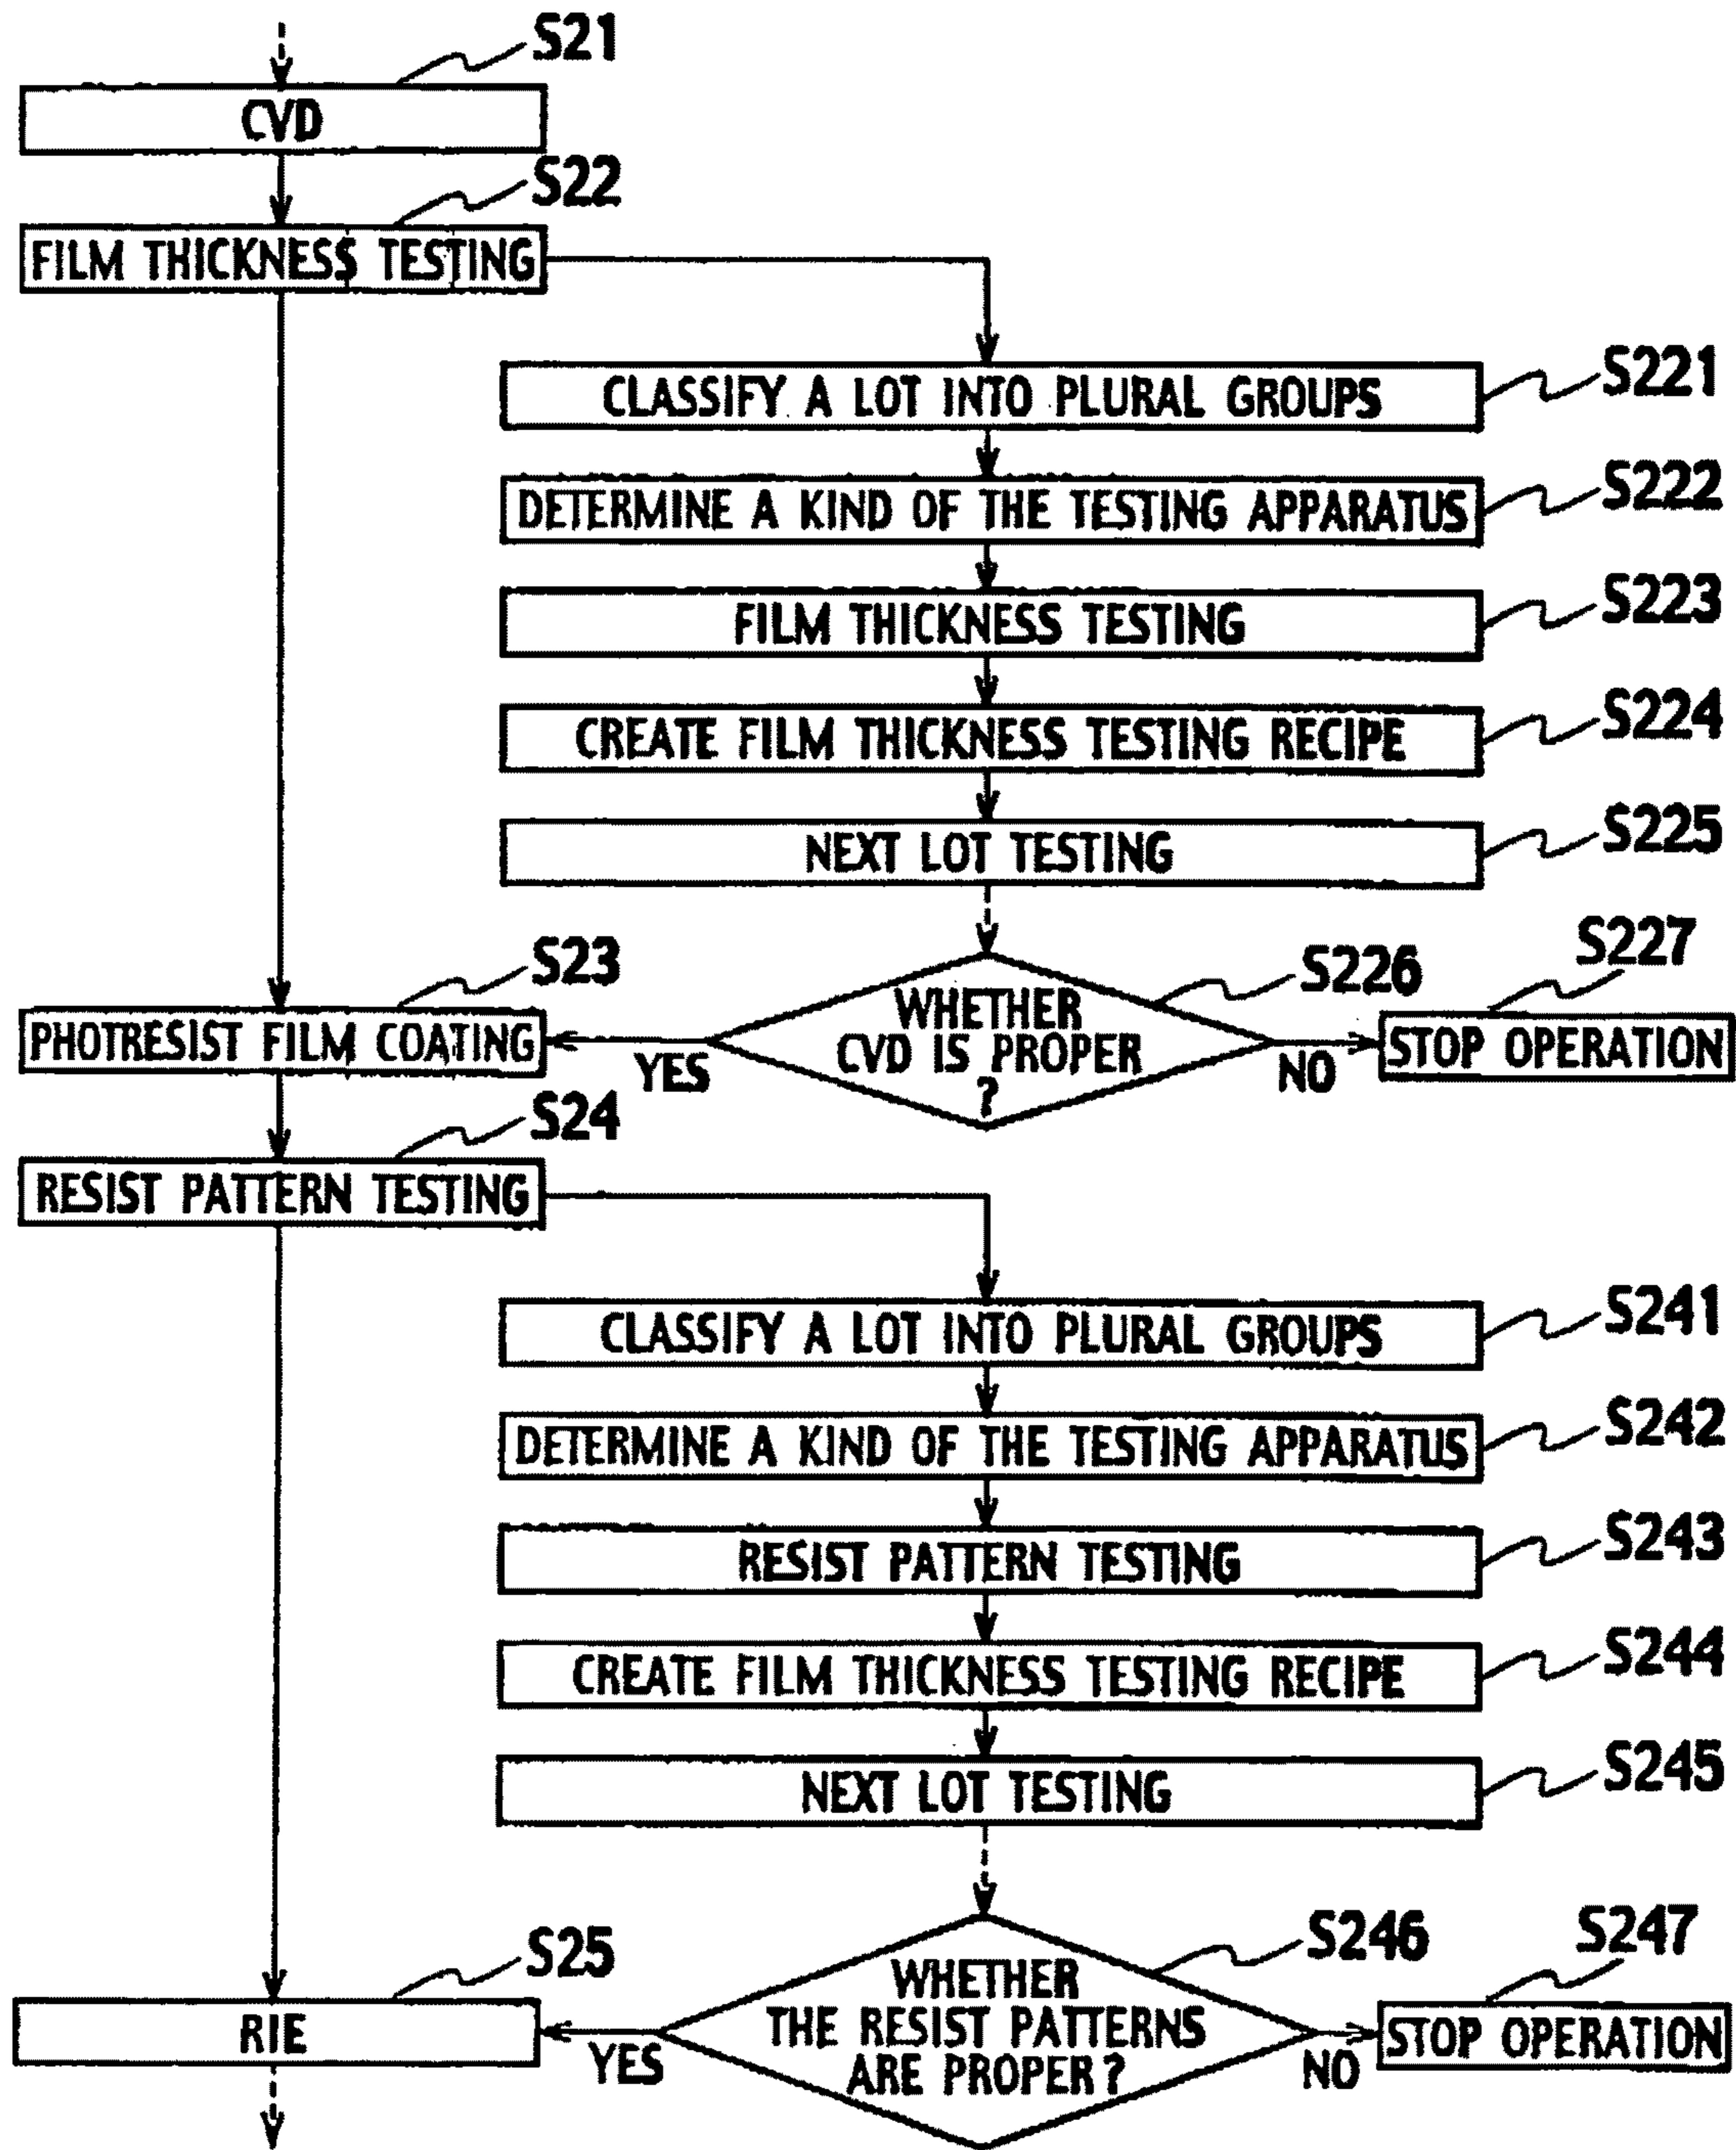 S21
CVD
S22
FILM THICKNESS TESTING
CLASSIFY A LOT INTO PLURAL GROUPS
S221
DETERMINE A KIND OF THE TESTING APPARATUS
S222
FILM THICKNESS TESTING
S223
CREATE FILM THICKNESS TESTING RECIPE
S224
NEXT LOT TESTING
S225
S23
PHOTRESIST FILM COATING
YES
WHETHER
CVD IS PROPER
?
S226
NO
S227
STOP OPERATION
S24
RESIST PATTERN TESTING
CLASSIFY A LOT INTO PLURAL GROUPS
S241
DETERMINE A KIND OF THE TESTING APPARATUS
S242
RESIST PATTERN TESTING
S243
CREATE FILM THICKNESS TESTING RECIPE
S244
NEXT LOT TESTING
S245
S25
RIE
YES
WHETHER
THE RESIST PATTERNS
ARE PROPER?
S246
NO
S247
STOP OPERATION